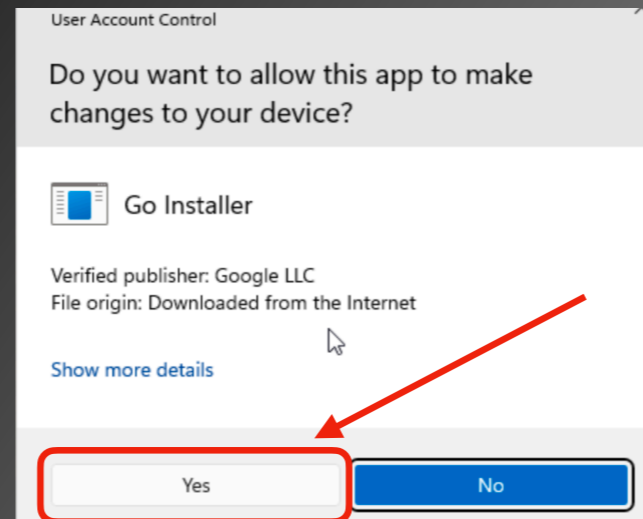 User Account Control
Do you want to allow this app to make
changes to your device?
Go Installer
Verified publisher: Google LLC
File origin: Downloaded from the Internet
Show more details
Yes
No